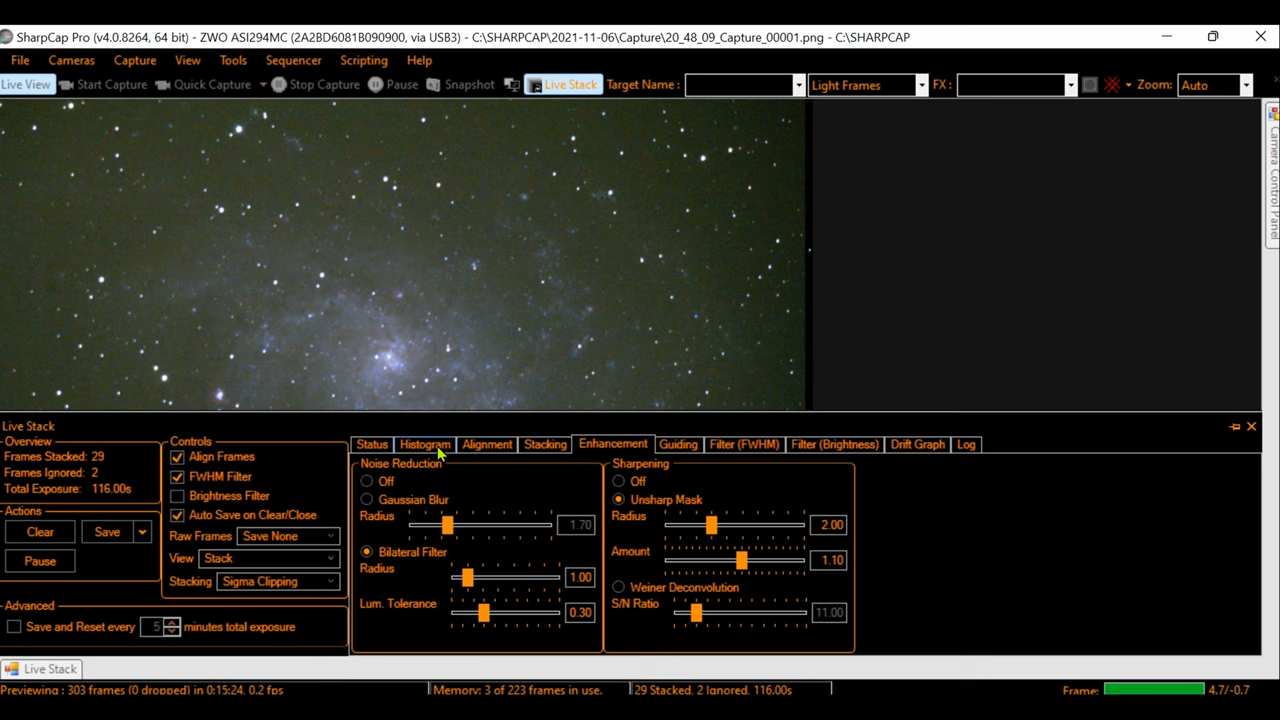 SharpCap Pro (v4.0.8264, 64 bit) - ZWO ASI294MC (2A2BD6081B090900, via USB3) - C:\SHARPCAP\2021-11-06\Capture\20_48_09_Capture_00001.png - C:\SHARPCAP
File Cameras Capture View Tools Sequencer Scripting Help
Live View Start Capture Quick Capture Stop Capture Pause Snapshot Live Stack Target Name : Light Frames FX : Zoom: Auto
Camera Control Panel
Live Stack
Overview
Frames Stacked: 29
Frames Ignored: 2
Total Exposure: 116.00s
Actions
Clear Save
Pause
Controls
Align Frames
FWHM Filter
Brightness Filter
Auto Save on Clear/Close
Raw Frames Save None
View Stack
Stacking Sigma Clipping
Advanced
Save and Reset every 5 minutes total exposure
Status Histogram Alignment Stacking Enhancement Guiding Filter (FWHM) Filter (Brightness) Drift Graph Log
Noise Reduction
Off
Gaussian Blur
Radius 1.70
Bilateral Filter
Radius 1.00
Lum. Tolerance 0.30
Sharpening
Off
Unsharp Mask
Radius 2.00
Amount 1.10
Weiner Deconvolution
S/N Ratio 11.00
Live Stack
Previewing : 303 frames (0 dropped) in 0:15:24, 0.2 fps Memory: 3 of 223 frames in use. 29 Stacked, 2 Ignored, 116.00s Frame: 4.7/-0.7